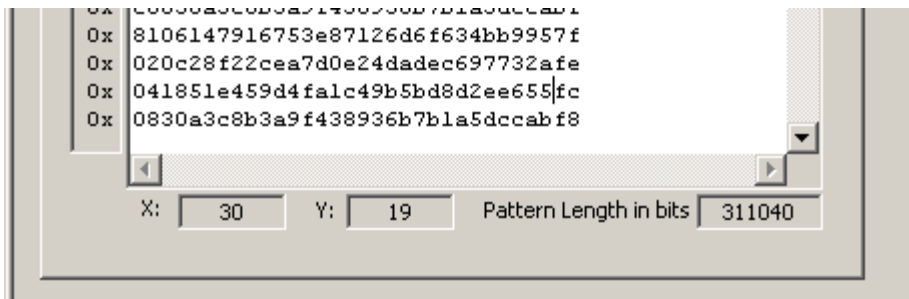 0x 8106147916753e87126d6f634bb9957f
0x 020c28f22cea7d0e24dadec697732afe
0x 041851e459d4fa1c49b5bd8d2ee655fc
0x 0830a3c8b3a9f438936b7b1a5dccabf8
X: 30 Y: 19 Pattern Length in bits 311040